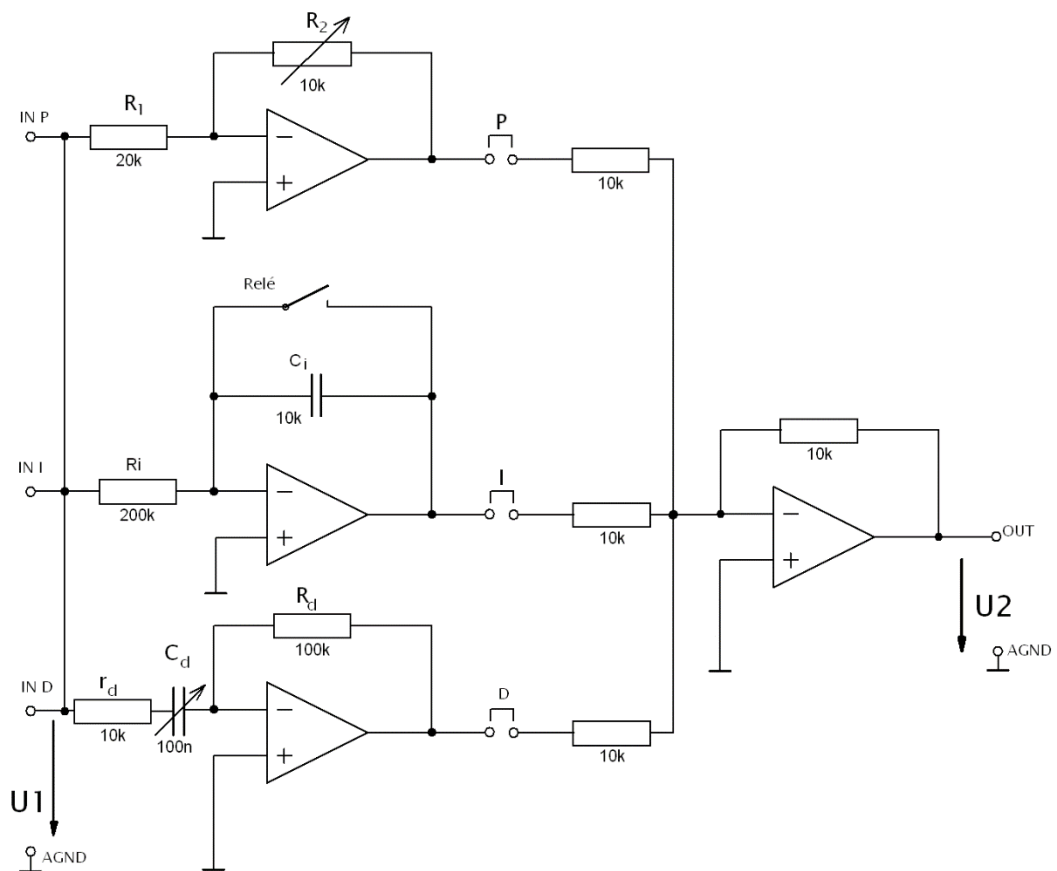 R2
10k
IN P
R1
20k
−
+
P
10k
Relé
Ci
10k
IN I
Ri
200k
−
+
I
10k
10k
−
+
OUT
U2
AGND
Rd
100k
Cd
IN D
rd
10k
100n
−
+
D
10k
U1
AGND